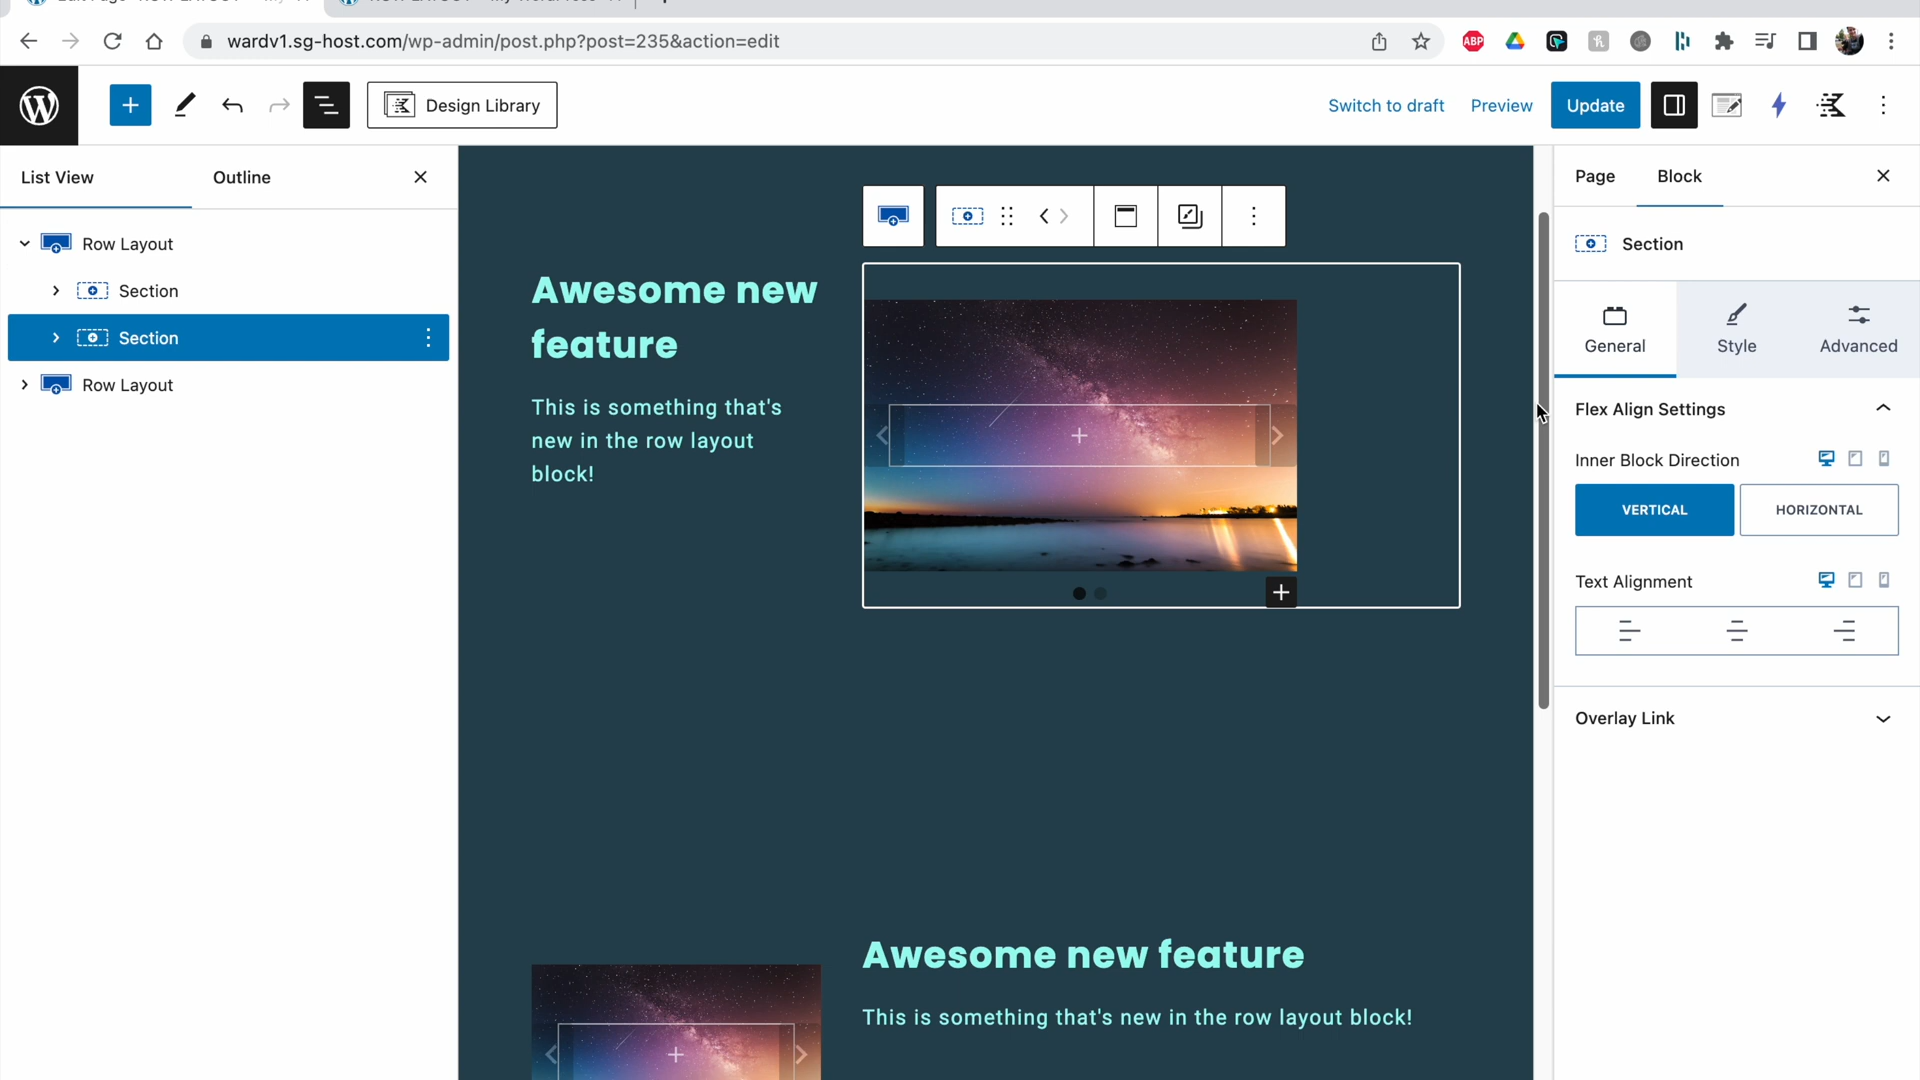 wardv1.sg-host.com/wp-admin/post.php?post=235&action=edit
ABP
Design Library
Switch to draft
Preview
Update
List View
Outline
Page
Block
Row Layout
Section
Section
Row Layout
Section
General
Style
Advanced
Flex Align Settings
Inner Block Direction
VERTICAL
HORIZONTAL
Text Alignment
Overlay Link
Awesome new
feature
This is something that's
new in the row layout
block!
Awesome new feature
This is something that's new in the row layout block!